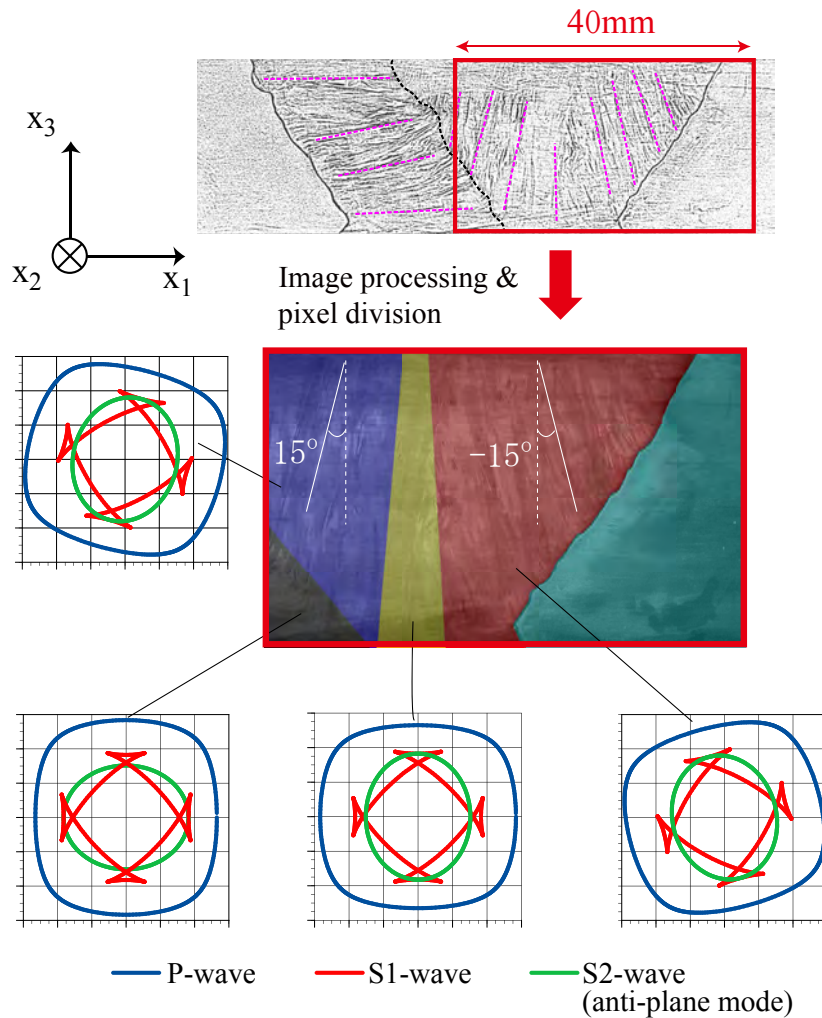 40mm
x3
x2
x1
Image processing &
pixel division
15°
-15°
P-wave
S1-wave
S2-wave
(anti-plane mode)